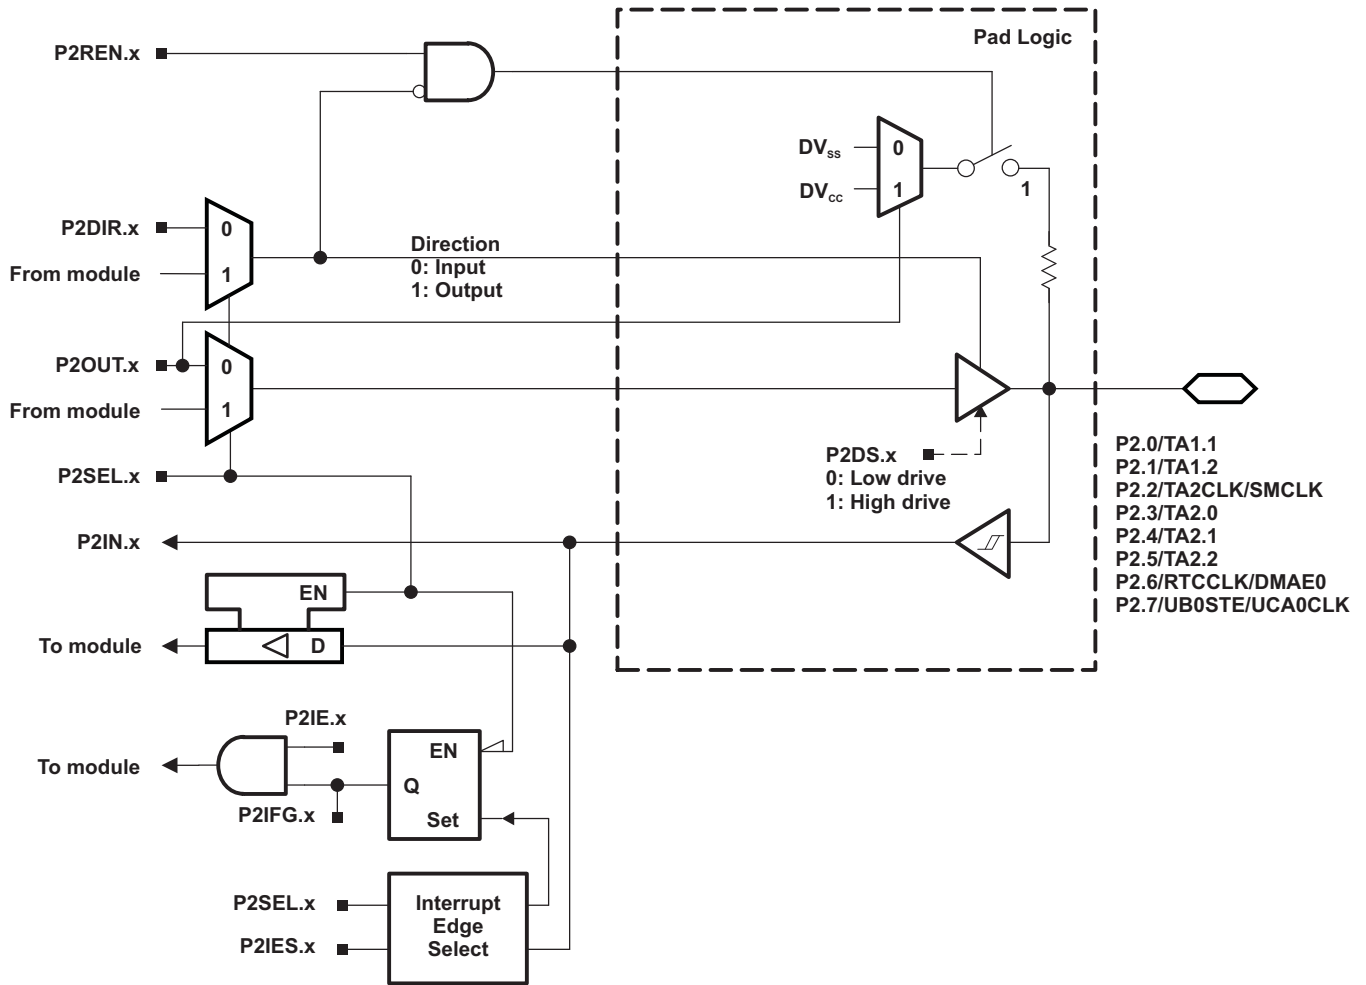 Pad Logic
P2REN.x
DVSS
0
DVCC
1
1
P2DIR.x
0
From module
1
Direction
0: Input
1: Output
P2OUT.x
0
From module
1
P2SEL.x
P2DS.x
0: Low drive
1: High drive
P2.0/TA1.1
P2.1/TA1.2
P2.2/TA2CLK/SMCLK
P2.3/TA2.0
P2.4/TA2.1
P2.5/TA2.2
P2.6/RTCCLK/DMAE0
P2.7/UB0STE/UCA0CLK
P2IN.x
EN
To module
D
P2IE.x
EN
To module
Q
P2IFG.x
Set
P2SEL.x
P2IES.x
Interrupt
Edge
Select